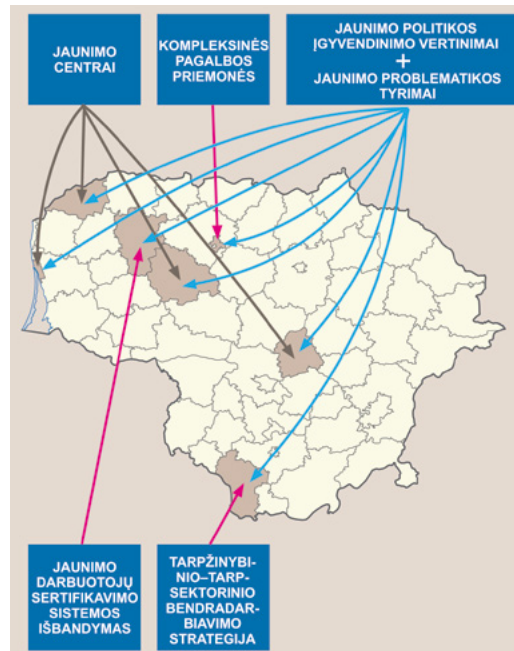 JAUNIMO
CENTRAI
KOMPLEKSINĖS
PAGALBOS
PRIEMONĖS
JAUNIMO POLITIKOS
ĮGYVENDINIMO VERTINIMAI
+
JAUNIMO PROBLEMATIKOS
TYRIMAI
JAUNIMO
DARBUOTOJŲ
SERTIFIKAVIMO
SISTEMOS
IŠBANDYMAS
TARPŽINYBI-
NIO–TARP-
SEKTORINIO
BENDRADAR-
BIAVIMO
STRATEGIJA